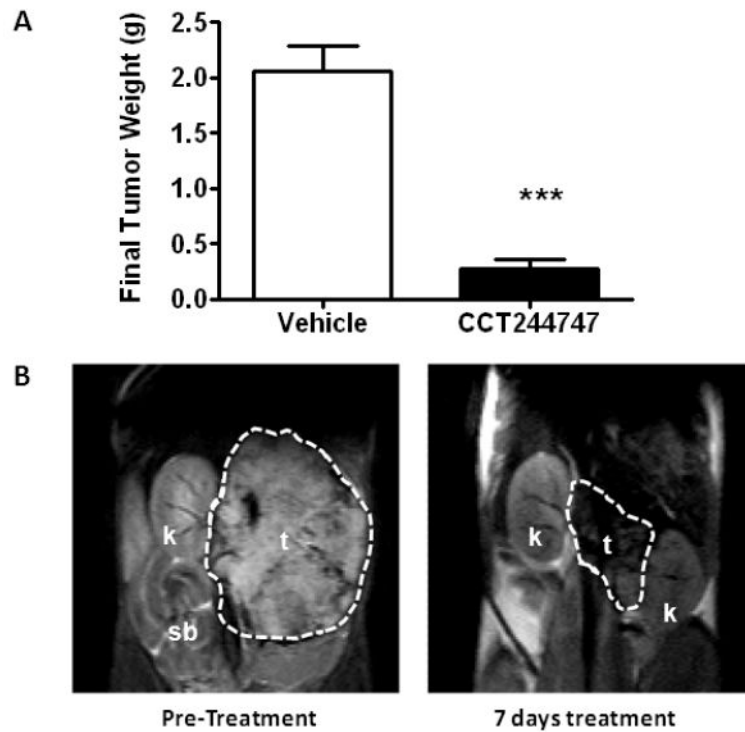 A
Final Tumor Weight (g)
2.5
2.0
1.5
1.0
0.5
0.0
***
Vehicle
CCT244747
B
k
t
sb
k
t
k
Pre-Treatment
7 days treatment